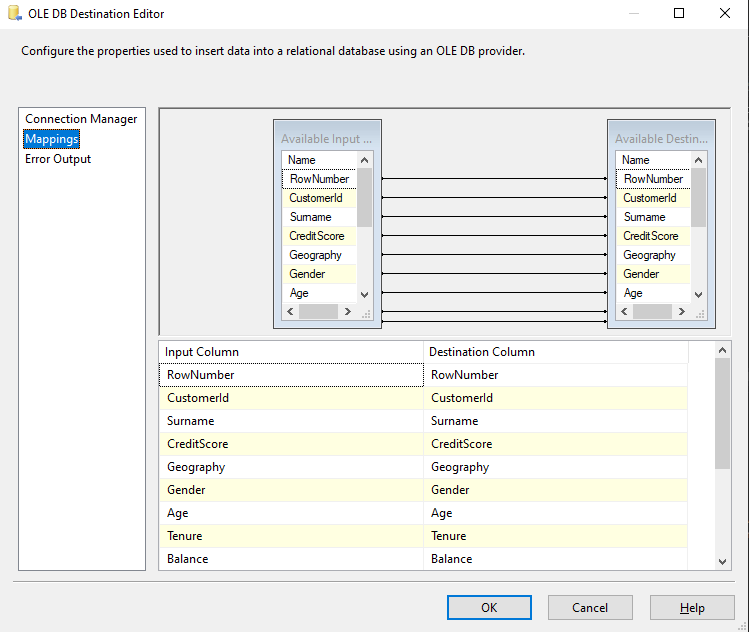 OLE DB Destination Editor
Configure the properties used to insert data into a relational database using an OLE DB provider.
Connection Manager
Mappings
Error Output
Available Input ...
Name
RowNumber
CustomerId
Surname
CreditScore
Geography
Gender
Age
Available Destin...
Name
RowNumber
CustomerId
Surname
CreditScore
Geography
Gender
Age
Input Column Destination Column
RowNumber RowNumber
CustomerId CustomerId
Surname Surname
CreditScore CreditScore
Geography Geography
Gender Gender
Age Age
Tenure Tenure
Balance Balance
OK Cancel Help